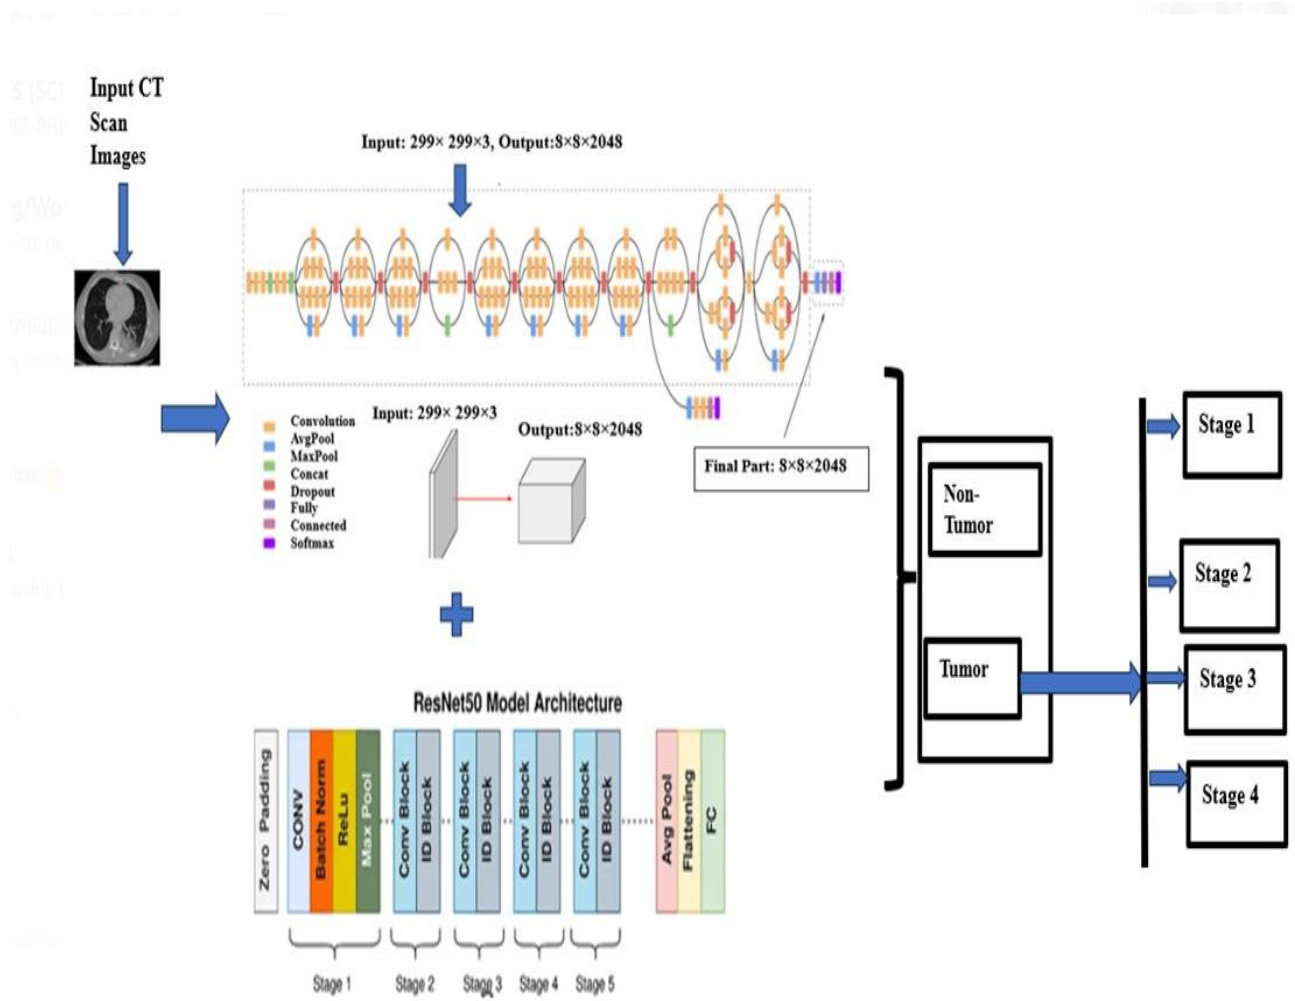 Input CT
Scan
Images
Input: 299× 299×3, Output:8×8×2048
Convolution
AvgPool
MaxPool
Concat
Dropout
Fully
Connected
Softmax
Input: 299× 299×3
Output:8×8×2048
Final Part: 8×8×2048
Non-
Tumor
Tumor
Stage 1
Stage 2
Stage 3
Stage 4
ResNet50 Model Architecture
Zero Padding
CONV
Batch Norm
ReLu
Max Pool
Conv Block
ID Block
Conv Block
ID Block
Conv Block
ID Block
Conv Block
ID Block
Avg Pool
Flattening
FC
Stage 1
Stage 2
Stage 3
Stage 4
Stage 5